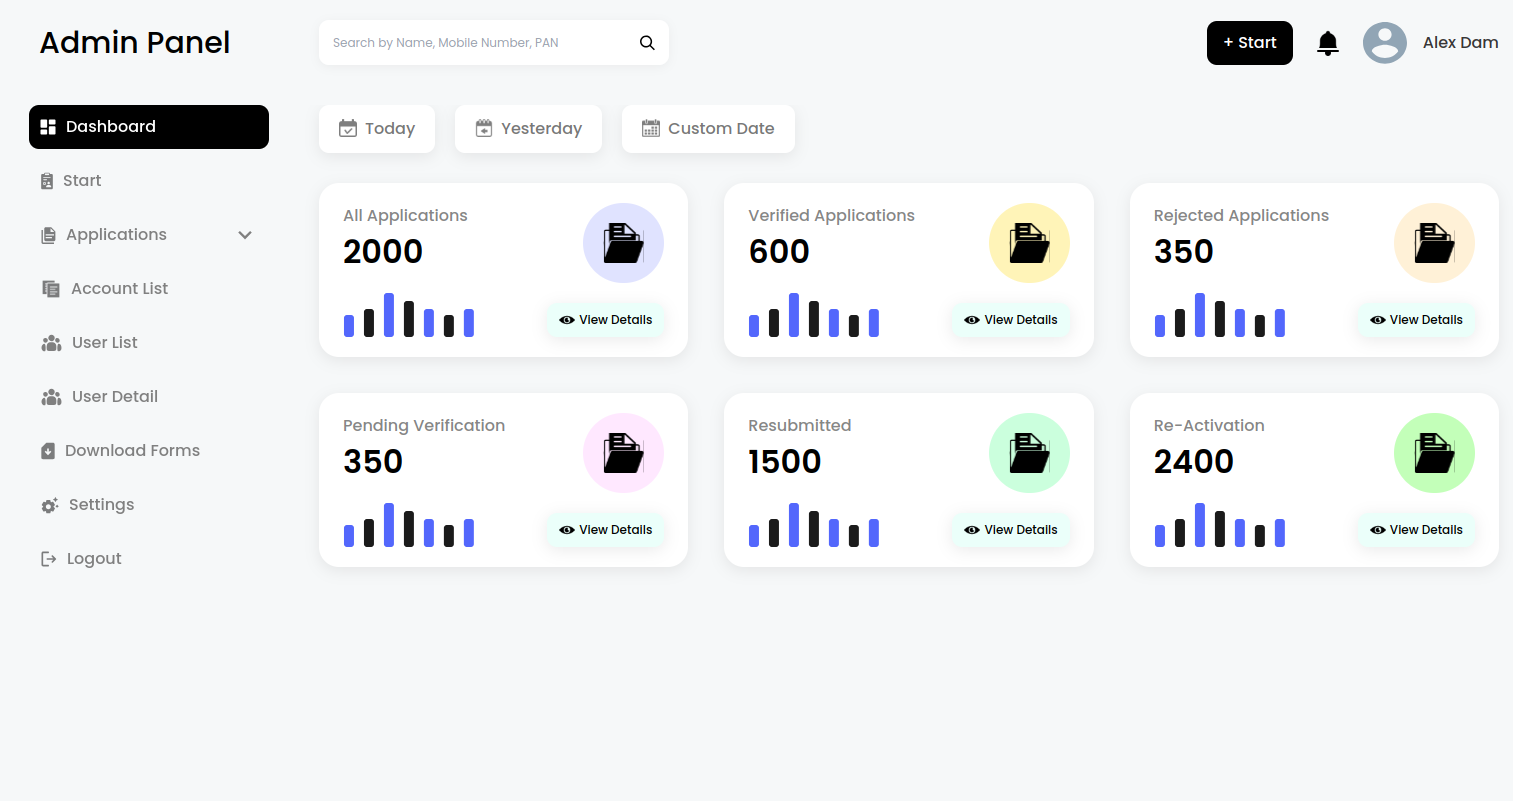 Admin Panel
Search by Name, Mobile Number, PAN
+ Start
Alex Dam
Dashboard
Start
Applications
Account List
User List
User Detail
Download Forms
Settings
Logout
Today
Yesterday
Custom Date
All Applications
2000
View Details
Verified Applications
600
View Details
Rejected Applications
350
View Details
Pending Verification
350
View Details
Resubmitted
1500
View Details
Re-Activation
2400
View Details